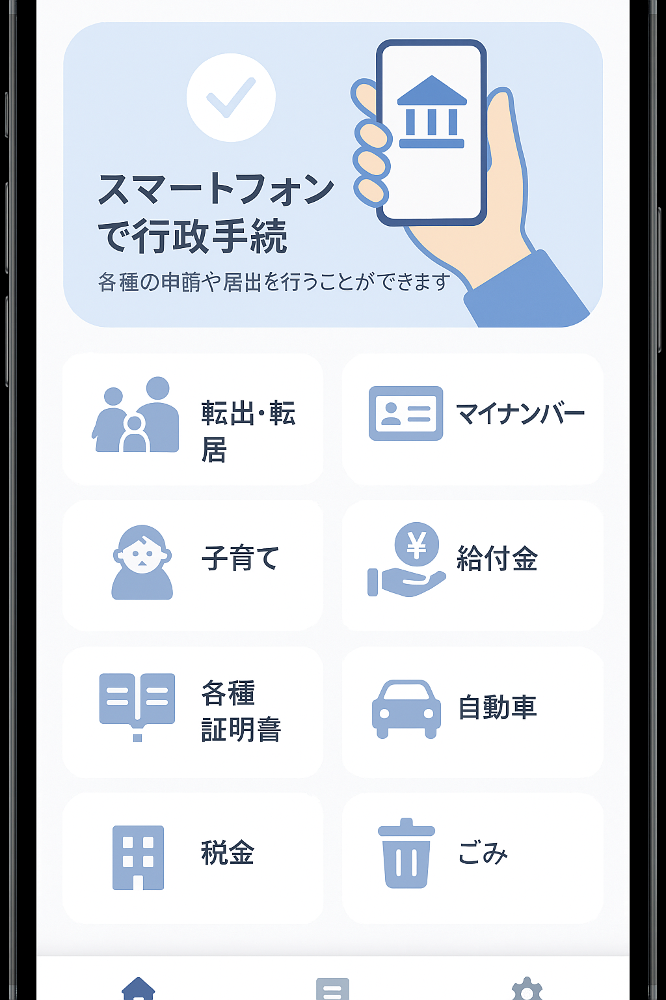 スマートフォン
で行政手続
各種の申や居出を行うことができます
転出・転
居
マイナンバー
子育て
¥
給付金
各種
証明書
自動車
税金
ごみ